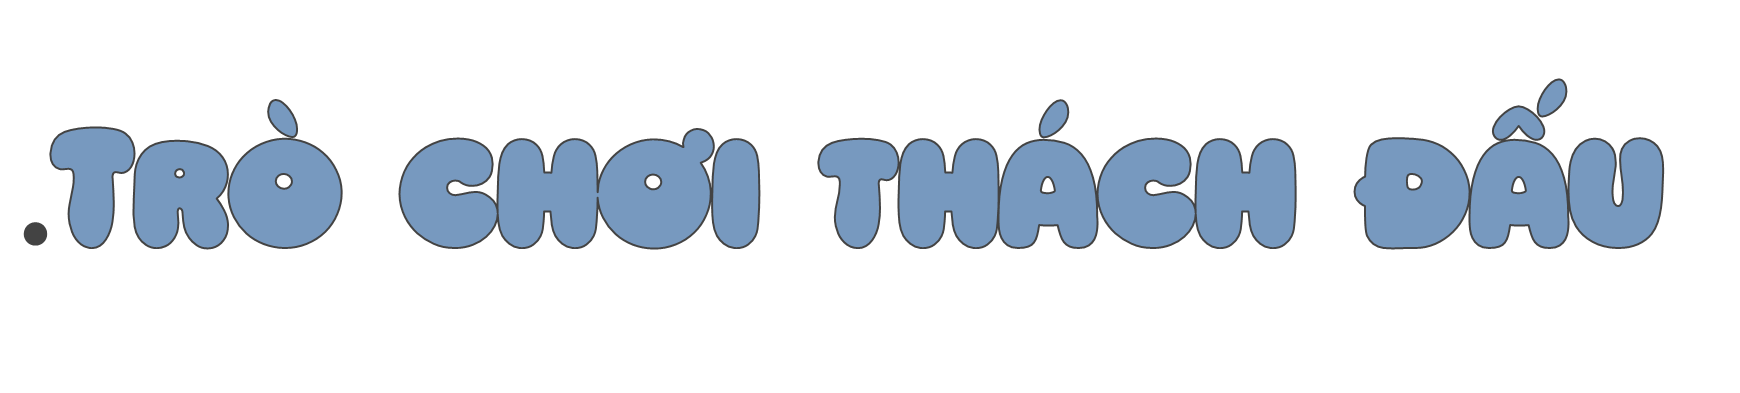 .TRÒ CHƠI THÁCH ĐẤU